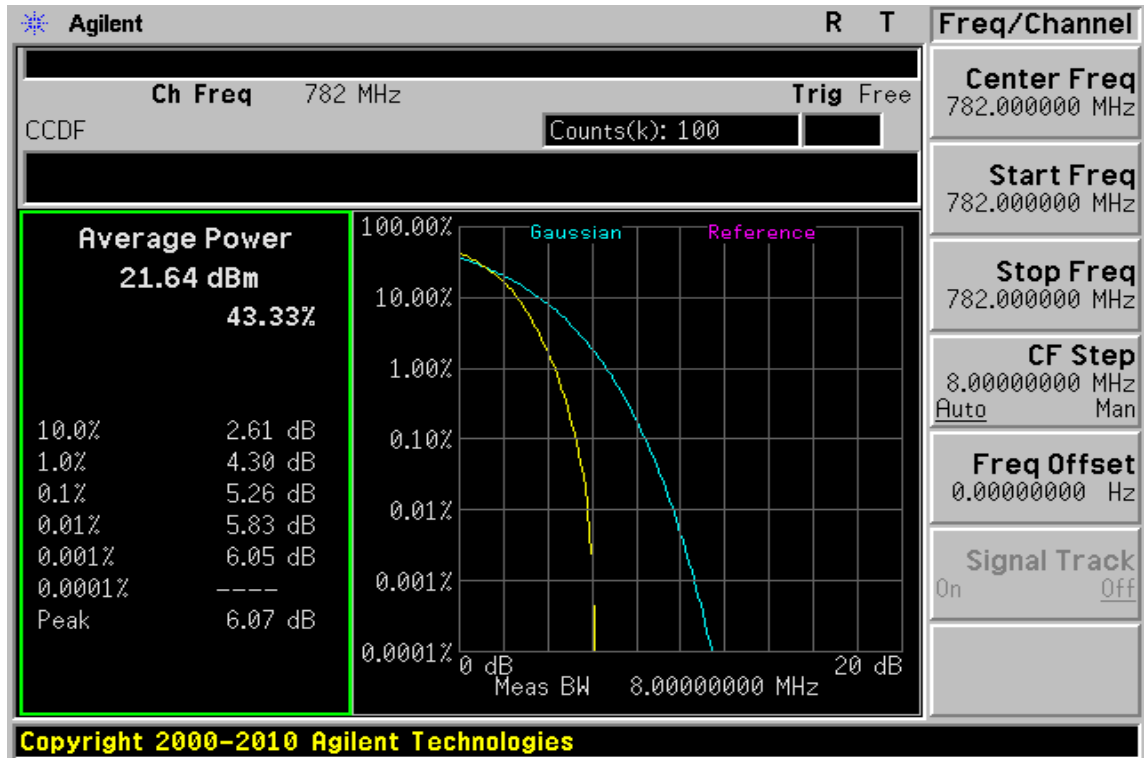 Agilent R T
Ch Freq 782 MHz Trig Free
CCDF Counts(k): 100
Average Power
21.64 dBm
43.33%
10.0% 2.61 dB
1.0% 4.30 dB
0.1% 5.26 dB
0.01% 5.83 dB
0.001% 6.05 dB
0.0001% ----
Peak 6.07 dB
Gaussian Reference
100.00%
10.00%
1.00%
0.10%
0.01%
0.001%
0.0001%
0 dB 20 dB
Meas BW 8.00000000 MHz
Freq/Channel
Center Freq
782.000000 MHz
Start Freq
782.000000 MHz
Stop Freq
782.000000 MHz
CF Step
8.00000000 MHz
Auto Man
Freq Offset
0.00000000 Hz
Signal Track
On Off
Copyright 2000-2010 Agilent Technologies